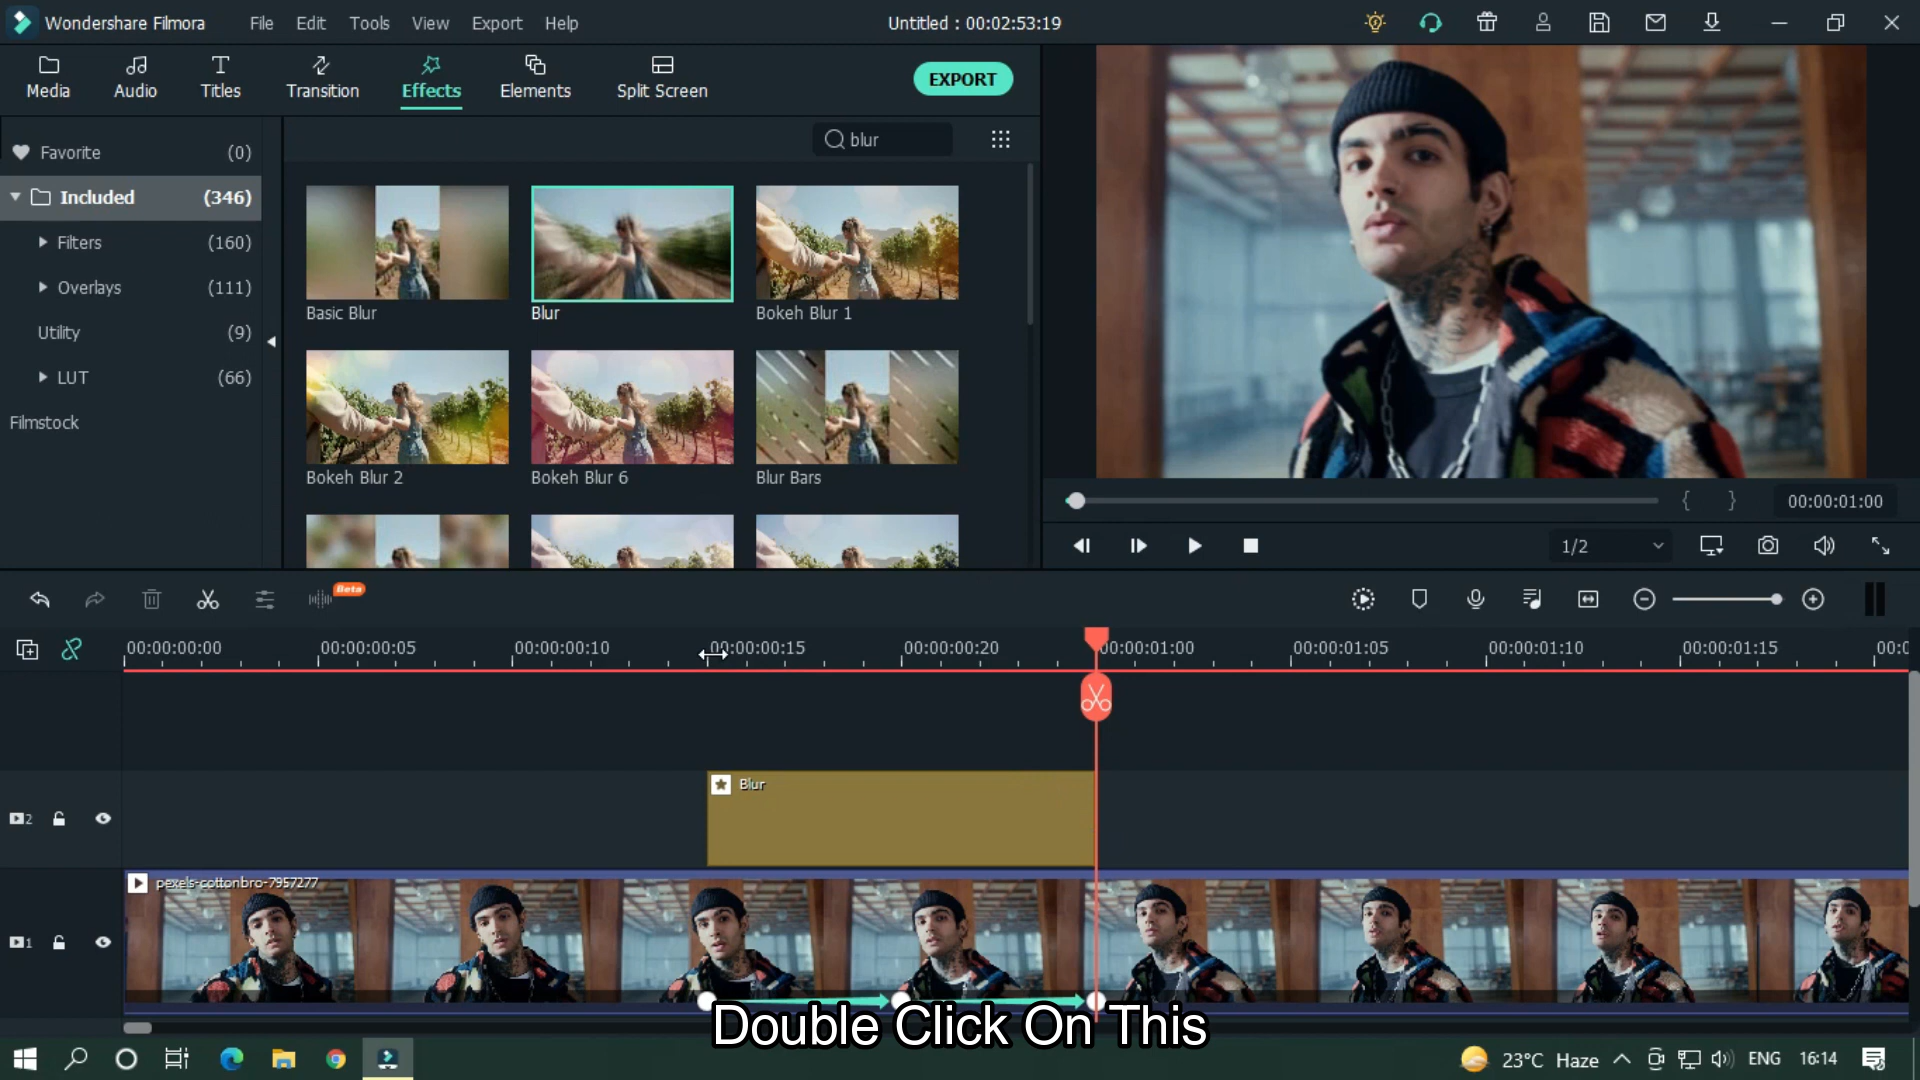 Wondershare Filmora
File Edit Tools View Export Help
Untitled : 00:02:53:19
Media Audio Titles Transition Effects Elements Split Screen
EXPORT
Favorite (0)
Included (346)
Filters (160)
Overlays (111)
Utility (9)
LUT (66)
Filmstock
blur
Basic Blur
Blur
Bokeh Blur 1
Bokeh Blur 2
Bokeh Blur 6
Blur Bars
{ } 00:00:01:00
1/2
Beta
00:00:00:00 00:00:00:05 00:00:00:10 00:00:00:15 00:00:00:20 00:00:01:00 00:00:01:05 00:00:01:10 00:00:01:15
Blur
2
pexels-cottonbro-7957277
1
Double Click On This
23°C Haze ENG 16:14